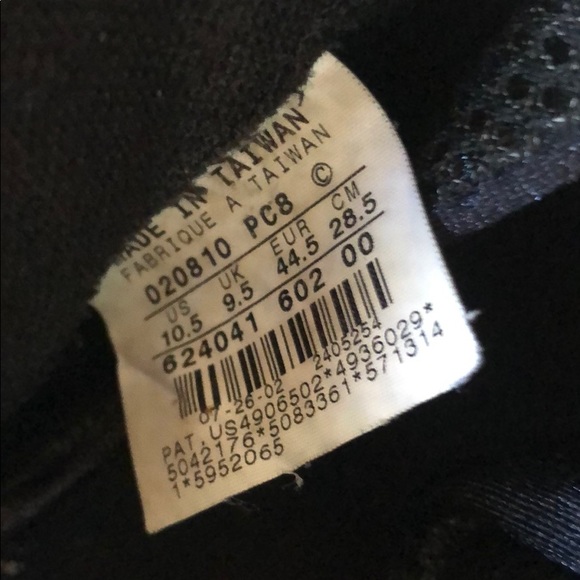 MADE IN TAIWAN
FABRIQUE A TAIWAN
020810 PC8 ©
US UK EUR CM
10.5 9.5 44.5 28.5
624041 602 00
07-26-02 2405254
PAT.US4906502*4936029*
5042176*5083361*571314
1*5952065